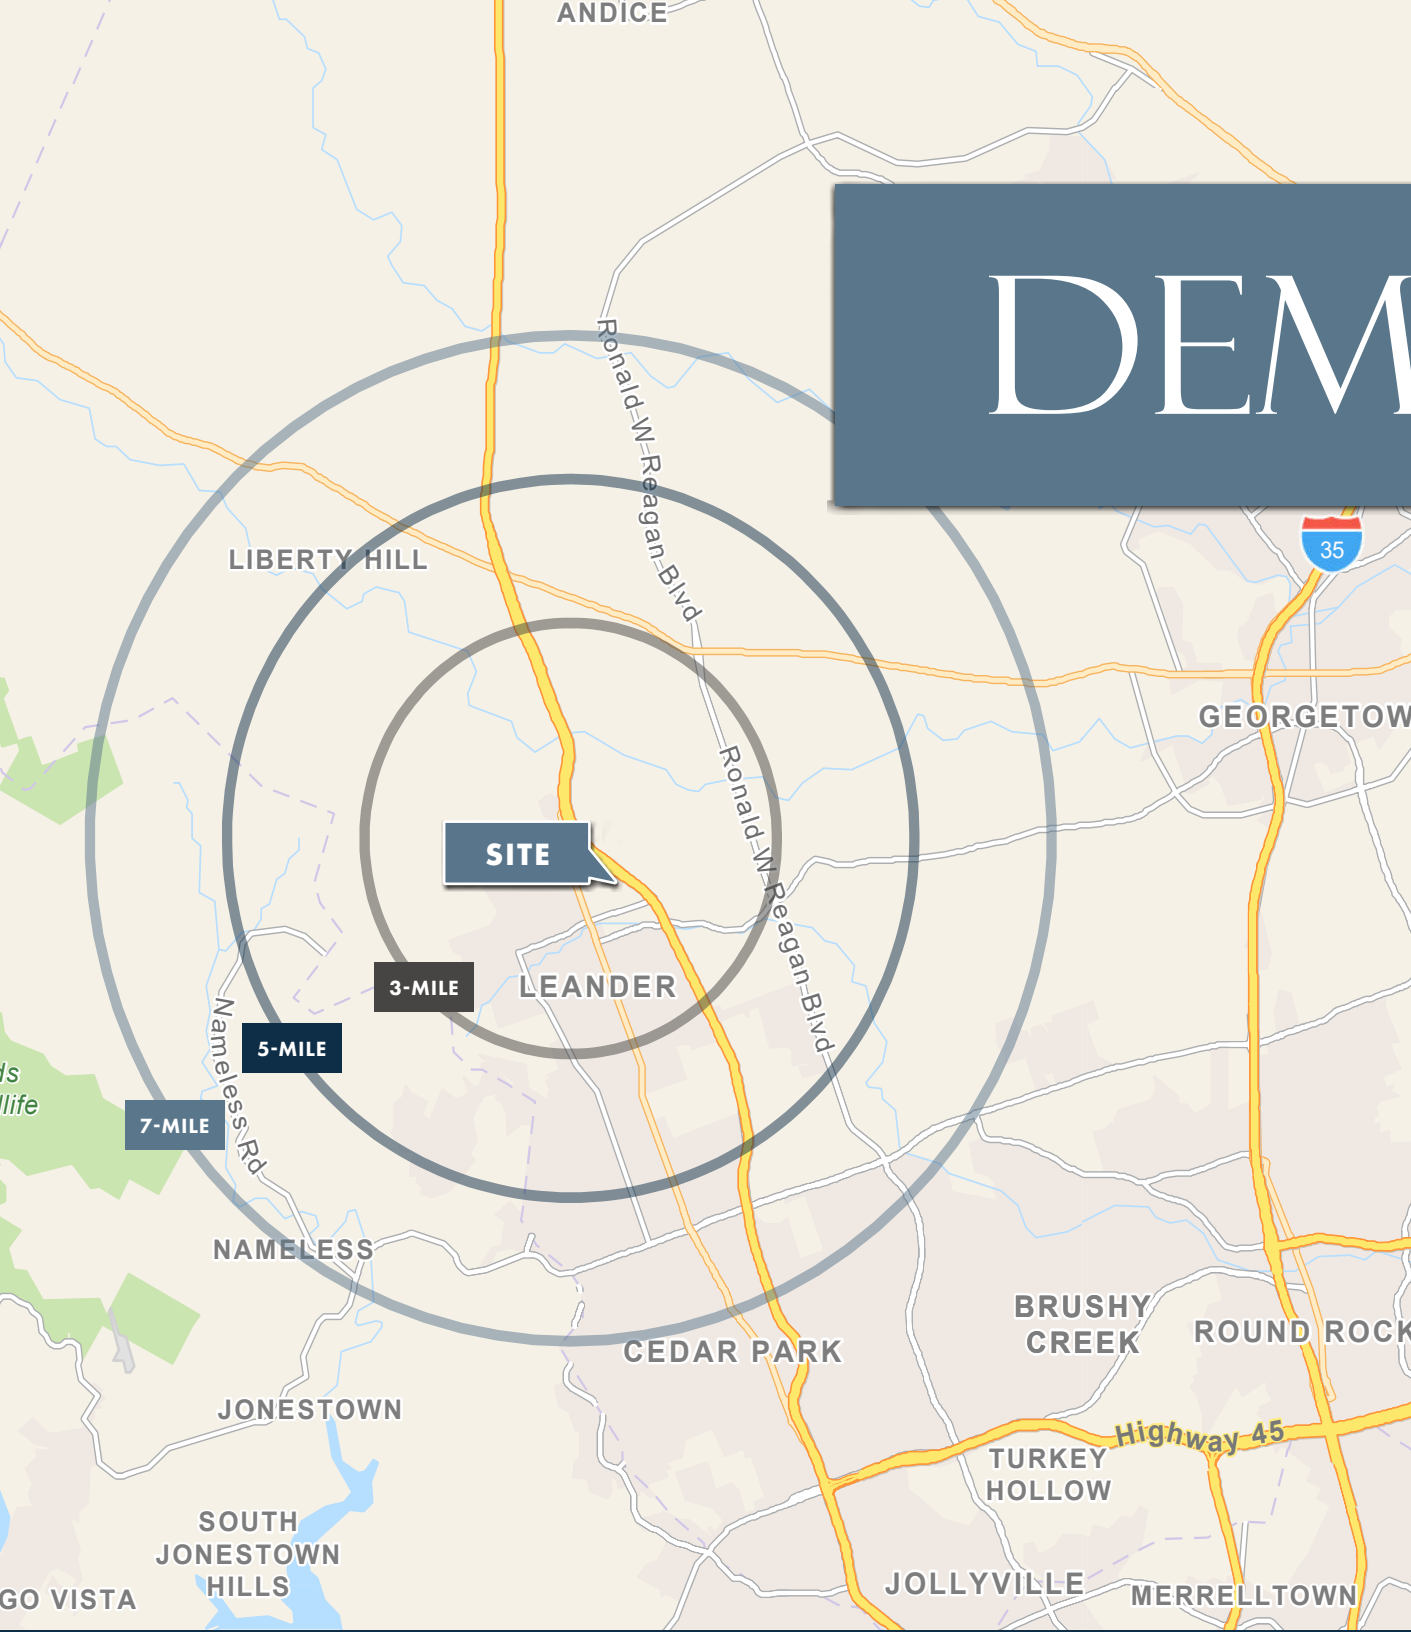 ANDICE
DEM
Ronald W Reagan Blvd
35
LIBERTY HILL
GEORGETOW
Ronald W Reagan Blvd
SITE
LEANDER
3-MILE
5-MILE
Nameless Rd
ds
llife
7-MILE
NAMELESS
BRUSHY
CREEK
ROUND ROCK
CEDAR PARK
JONESTOWN
Highway 45
TURKEY
HOLLOW
SOUTH
JONESTOWN
HILLS
JOLLYVILLE
MERRELLTOWN
GO VISTA